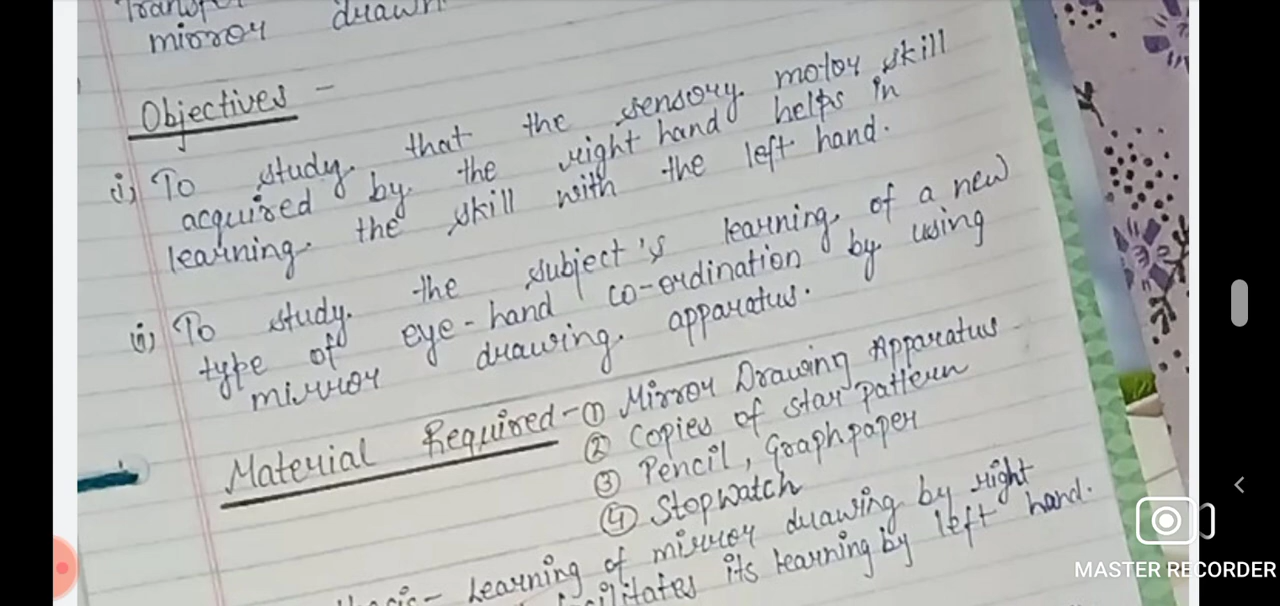 mirror drawn
Objectives -
i) To study that the sensory motor skill
acquired by the right hand helps in
learning the skill with the left hand.
ii) To study the subject's learning of a new
type of eye-hand co-ordination by using
mirror drawing apparatus.
Material Required - ① Mirror Drawing Apparatus
② Copies of star pattern
③ Pencil, Graph paper
④ Stopwatch
- Learning of mirror drawing by right
its learning by left hand.
MASTER RECORDER